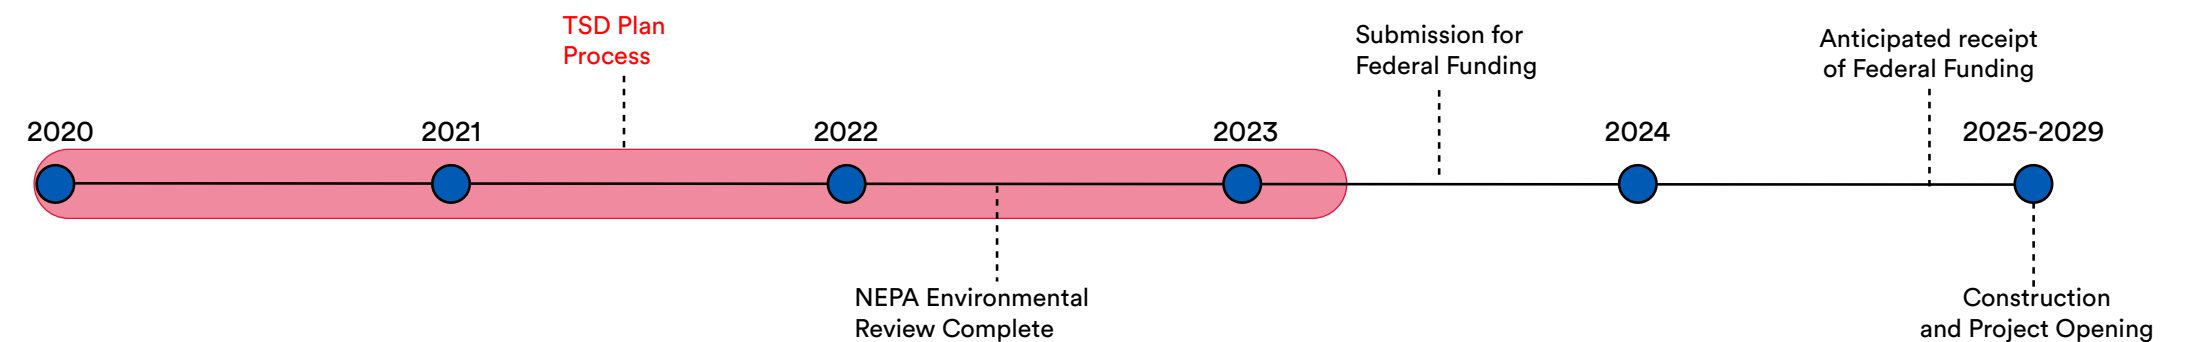 TSD Plan
Process
Submission for
Federal Funding
Anticipated receipt
of Federal Funding
2020
2021
2022
2023
2024
2025-2029
NEPA Environmental
Review Complete
Construction
and Project Opening